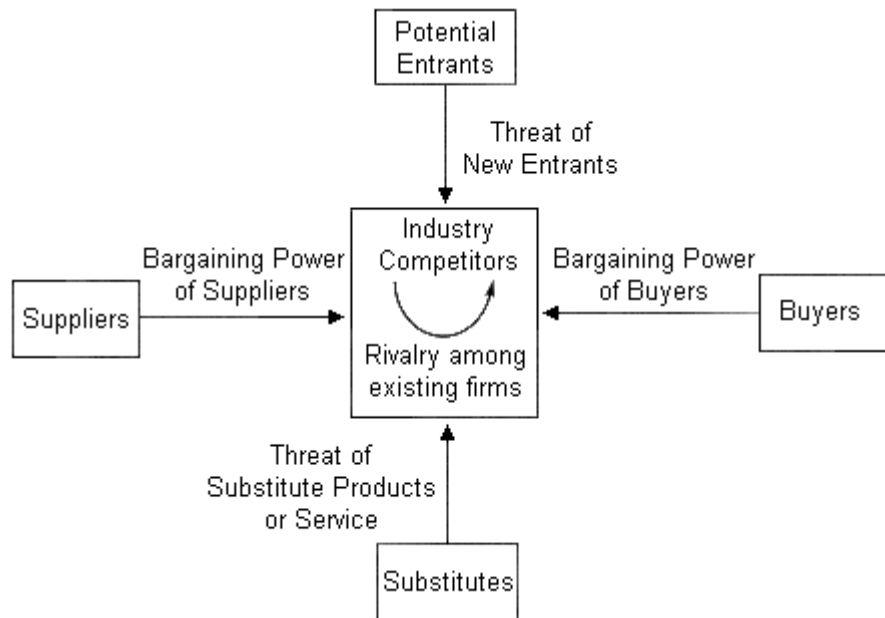 Potential
Entrants
Threat of
New Entrants
Industry
Competitors
Rivalry among
existing firms
Bargaining Power
of Suppliers
Suppliers
Bargaining Power
of Buyers
Buyers
Threat of
Substitute Products
or Service
Substitutes